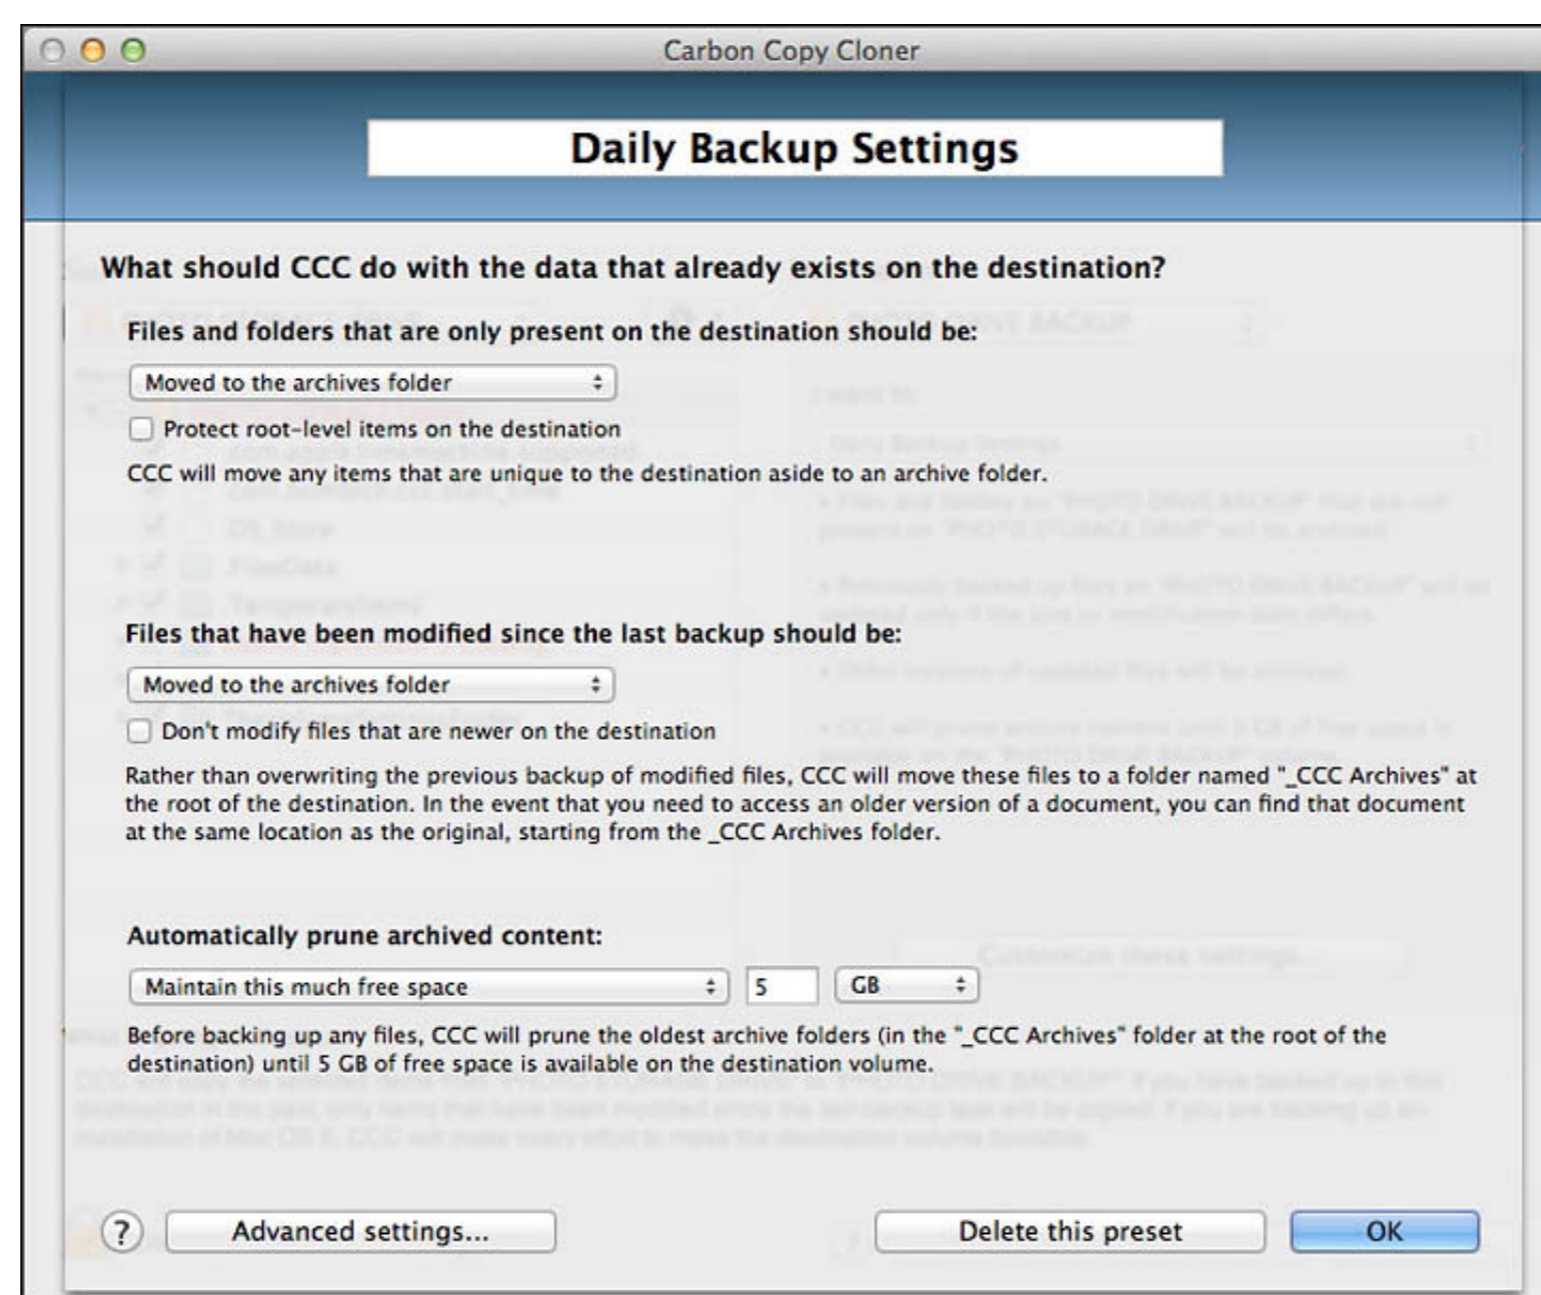 Carbon Copy Cloner
Daily Backup Settings
What should CCC do with the data that already exists on the destination?
Files and folders that are only present on the destination should be:
Moved to the archives folder
Protect root-level items on the destination
CCC will move any items that are unique to the destination aside to an archive folder.
Files that have been modified since the last backup should be:
Moved to the archives folder
Don't modify files that are newer on the destination
Rather than overwriting the previous backup of modified files, CCC will move these files to a folder named "_CCC Archives" at
the root of the destination. In the event that you need to access an older version of a document, you can find that document
at the same location as the original, starting from the _CCC Archives folder.
Automatically prune archived content:
Maintain this much free space 5 GB
Before backing up any files, CCC will prune the oldest archive folders (in the "_CCC Archives" folder at the root of the
destination) until 5 GB of free space is available on the destination volume.
? Advanced settings... Delete this preset OK